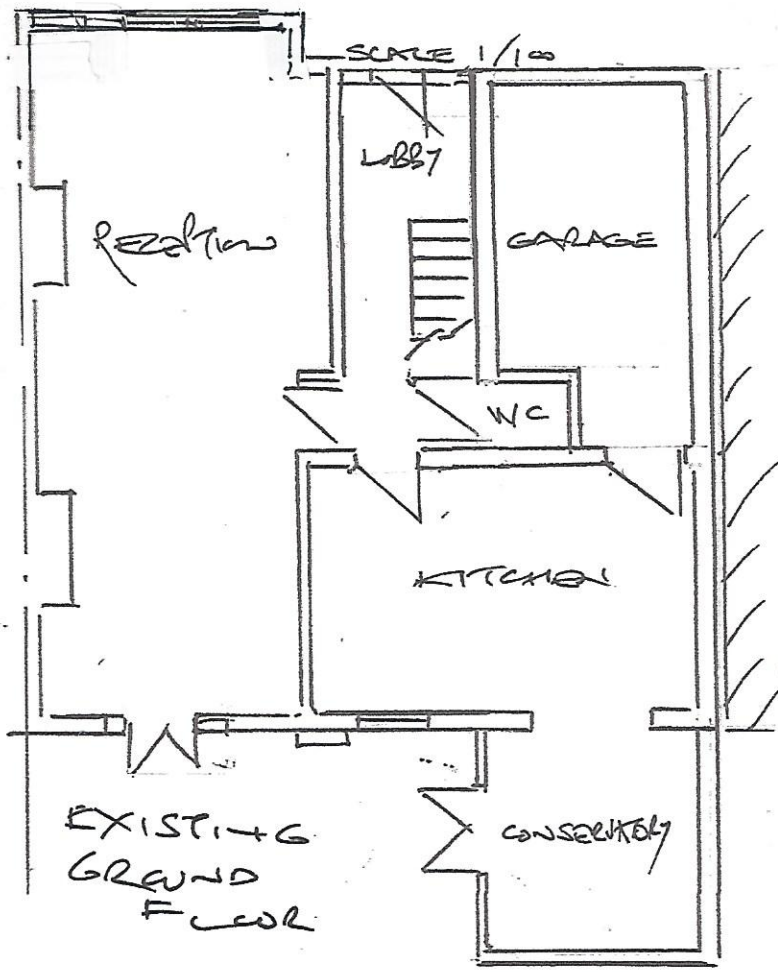 SCALE 1/100
LOBBY
RECEPTION
GARAGE
WC
KITCHEN
CONSERVATORY
EXISTING
GROUND
FLOOR